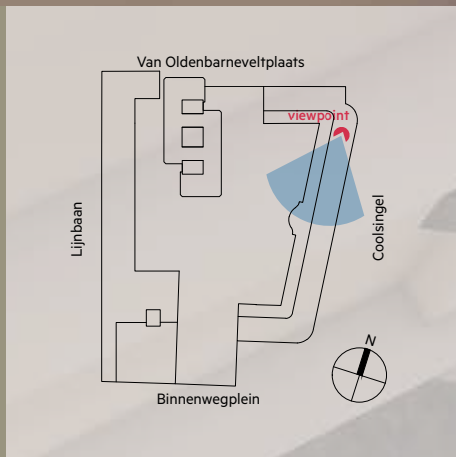 Van Oldenbarneveltplaats
viewpoint
Lijnbaan
Coolsingel
N
Binnenwegplein